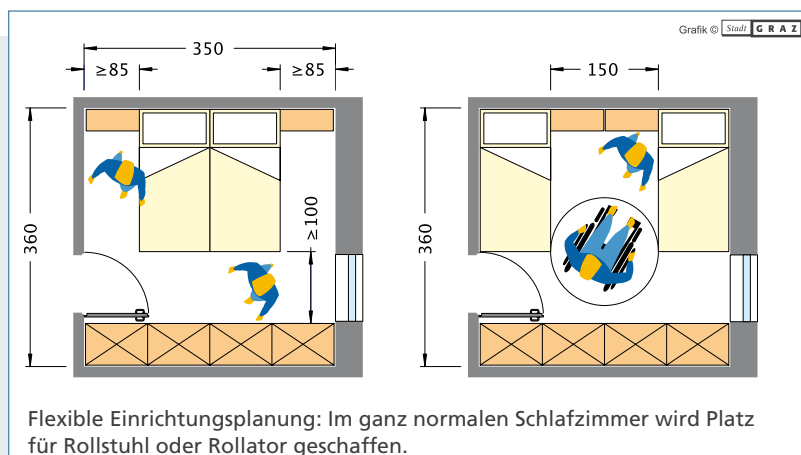 Grafik © Stadt GRAZ
350
≥85 ≥85
150
360
≥100
360
Flexible Einrichtungsplanung: Im ganz normalen Schlafzimmer wird Platz
für Rollstuhl oder Rollator geschaffen.